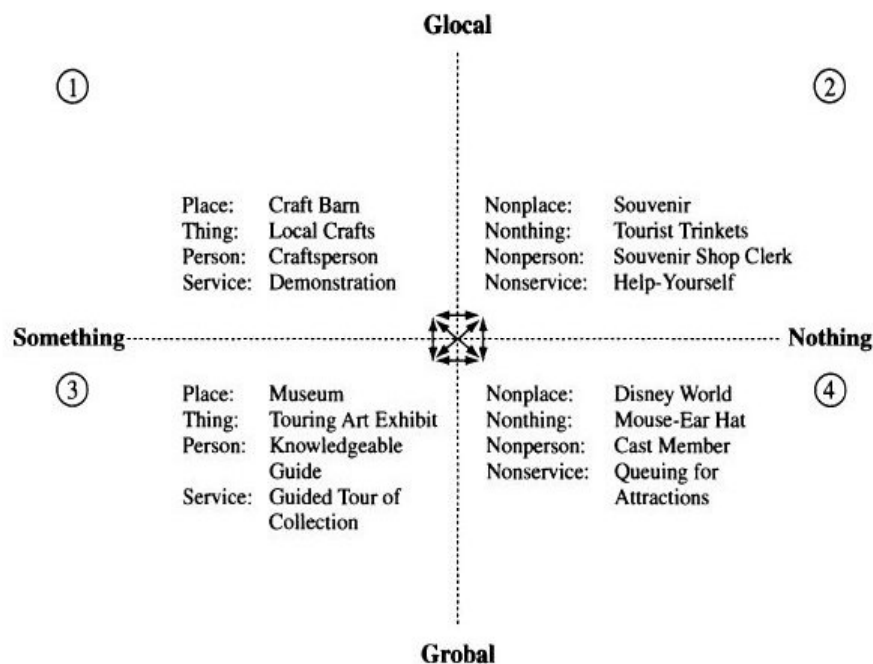 Glocal
① ②
Place: Craft Barn
Thing: Local Crafts
Person: Craftsperson
Service: Demonstration
Nonplace: Souvenir
Nonthing: Tourist Trinkets
Nonperson: Souvenir Shop Clerk
Nonservice: Help-Yourself
Something Nothing
③ ④
Place: Museum
Thing: Touring Art Exhibit
Person: Knowledgeable
Guide
Service: Guided Tour of
Collection
Nonplace: Disney World
Nonthing: Mouse-Ear Hat
Nonperson: Cast Member
Nonservice: Queuing for
Attractions
Grobal